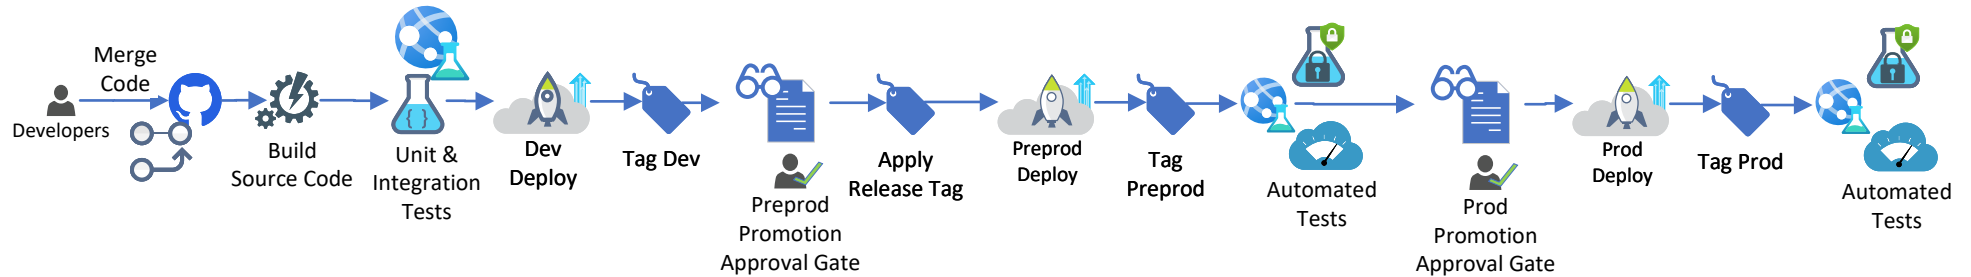 Merge
Code
Developers
Build
Source Code
{ }
Unit &
Integration
Tests
Dev
Deploy
Tag Dev
Preprod
Promotion
Approval Gate
Apply
Release Tag
Preprod
Deploy
Tag
Preprod
Automated
Tests
Prod
Promotion
Approval Gate
Prod
Deploy
Tag Prod
Automated
Tests